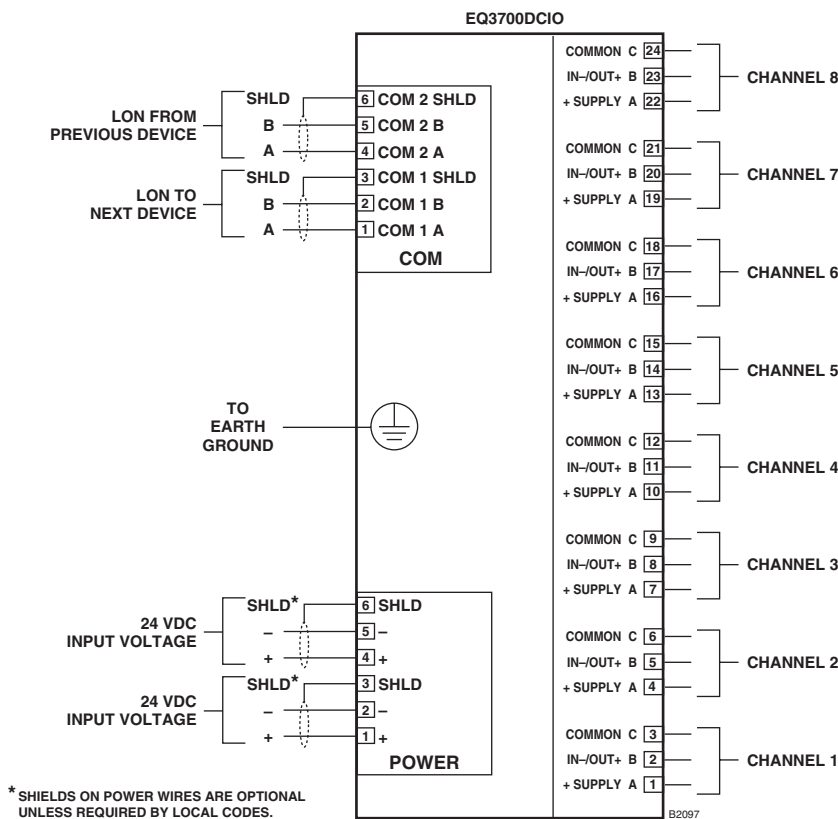 EQ3700DCIO
LON FROM
PREVIOUS DEVICE
SHLD
B
A
6 COM 2 SHLD
5 COM 2 B
4 COM 2 A
LON TO
NEXT DEVICE
SHLD
B
A
3 COM 1 SHLD
2 COM 1 B
1 COM 1 A
COM
TO
EARTH
GROUND
24 VDC
INPUT VOLTAGE
SHLD*
–
+
6 SHLD
5 –
4 +
24 VDC
INPUT VOLTAGE
SHLD*
–
+
3 SHLD
2 –
1 +
POWER
* SHIELDS ON POWER WIRES ARE OPTIONAL
UNLESS REQUIRED BY LOCAL CODES.
COMMON C 24
IN–/OUT+ B 23
+ SUPPLY A 22
CHANNEL 8
COMMON C 21
IN–/OUT+ B 20
+ SUPPLY A 19
CHANNEL 7
COMMON C 18
IN–/OUT+ B 17
+ SUPPLY A 16
CHANNEL 6
COMMON C 15
IN–/OUT+ B 14
+ SUPPLY A 13
CHANNEL 5
COMMON C 12
IN–/OUT+ B 11
+ SUPPLY A 10
CHANNEL 4
COMMON C 9
IN–/OUT+ B 8
+ SUPPLY A 7
CHANNEL 3
COMMON C 6
IN–/OUT+ B 5
+ SUPPLY A 4
CHANNEL 2
COMMON C 3
IN–/OUT+ B 2
+ SUPPLY A 1
CHANNEL 1
B2097